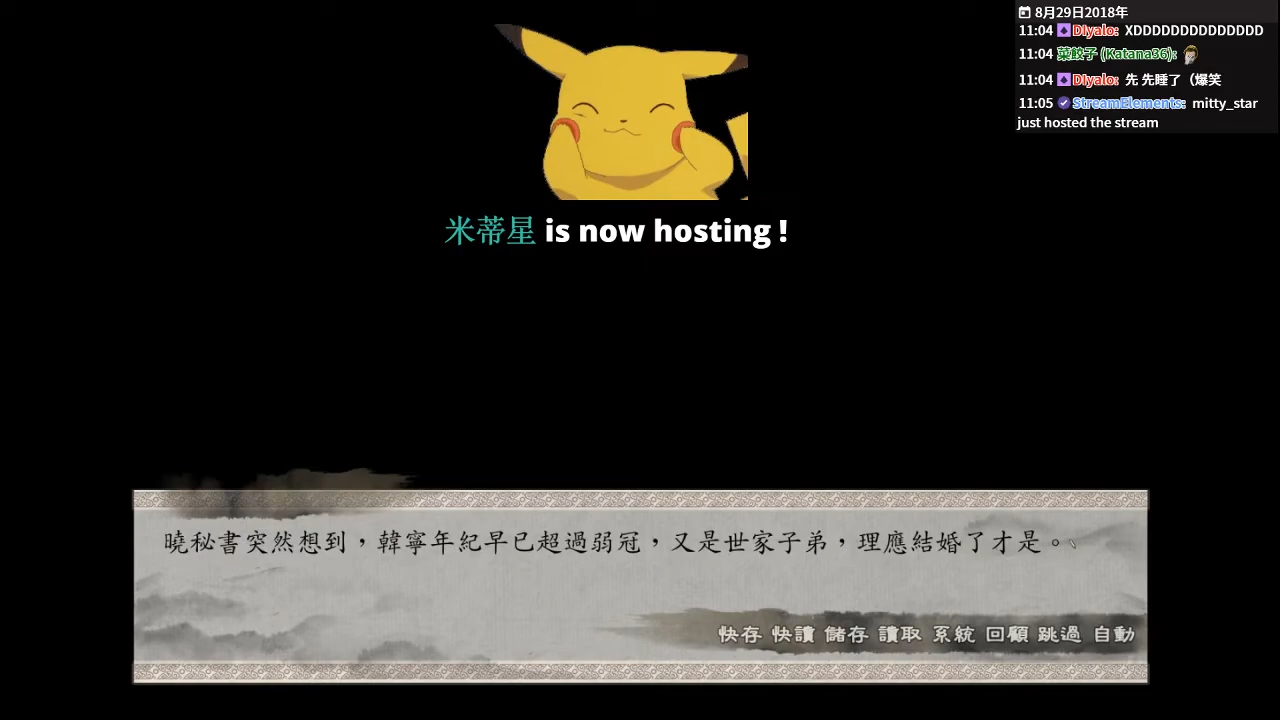 8月29日2018年
11:04 DIyalo: XDDDDDDDDDDDDDD
11:04 菜餃子 (Katana36):
11:04 DIyalo: 先 先睡了（爆笑
11:05 StreamElements: mitty_star
just hosted the stream
米蒂星 is now hosting !
曉秘書突然想到，韓寧年紀早已超過弱冠，又是世家子弟，理應結婚了才是。
快存 快讀 儲存 讀取 系統 回顧 跳過 自動